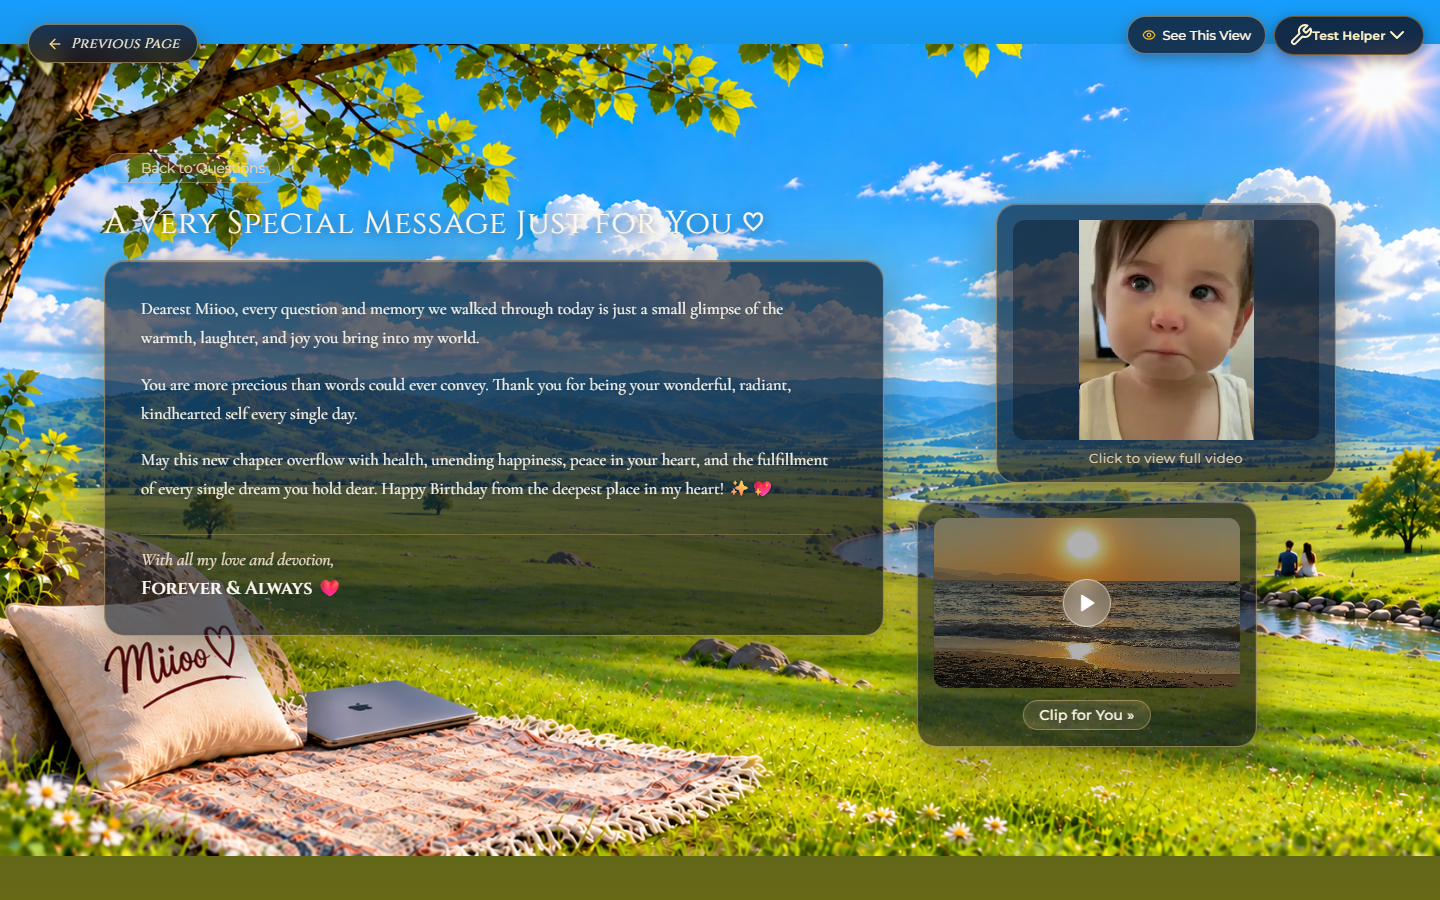 Previous Page
See This View
Test Helper
Back to Questions
A Very Special Message Just for You ♡
Dearest Miioo, every question and memory we walked through today is just a small glimpse of the
warmth, laughter, and joy you bring into my world.
You are more precious than words could ever convey. Thank you for being your wonderful, radiant,
kindhearted self every single day.
May this new chapter overflow with health, unending happiness, peace in your heart, and the fulfillment
of every single dream you hold dear. Happy Birthday from the deepest place in my heart! ✨ 💖
With all my love and devotion,
Forever & Always ❤️
Click to view full video
Clip for You »
Miioo♡